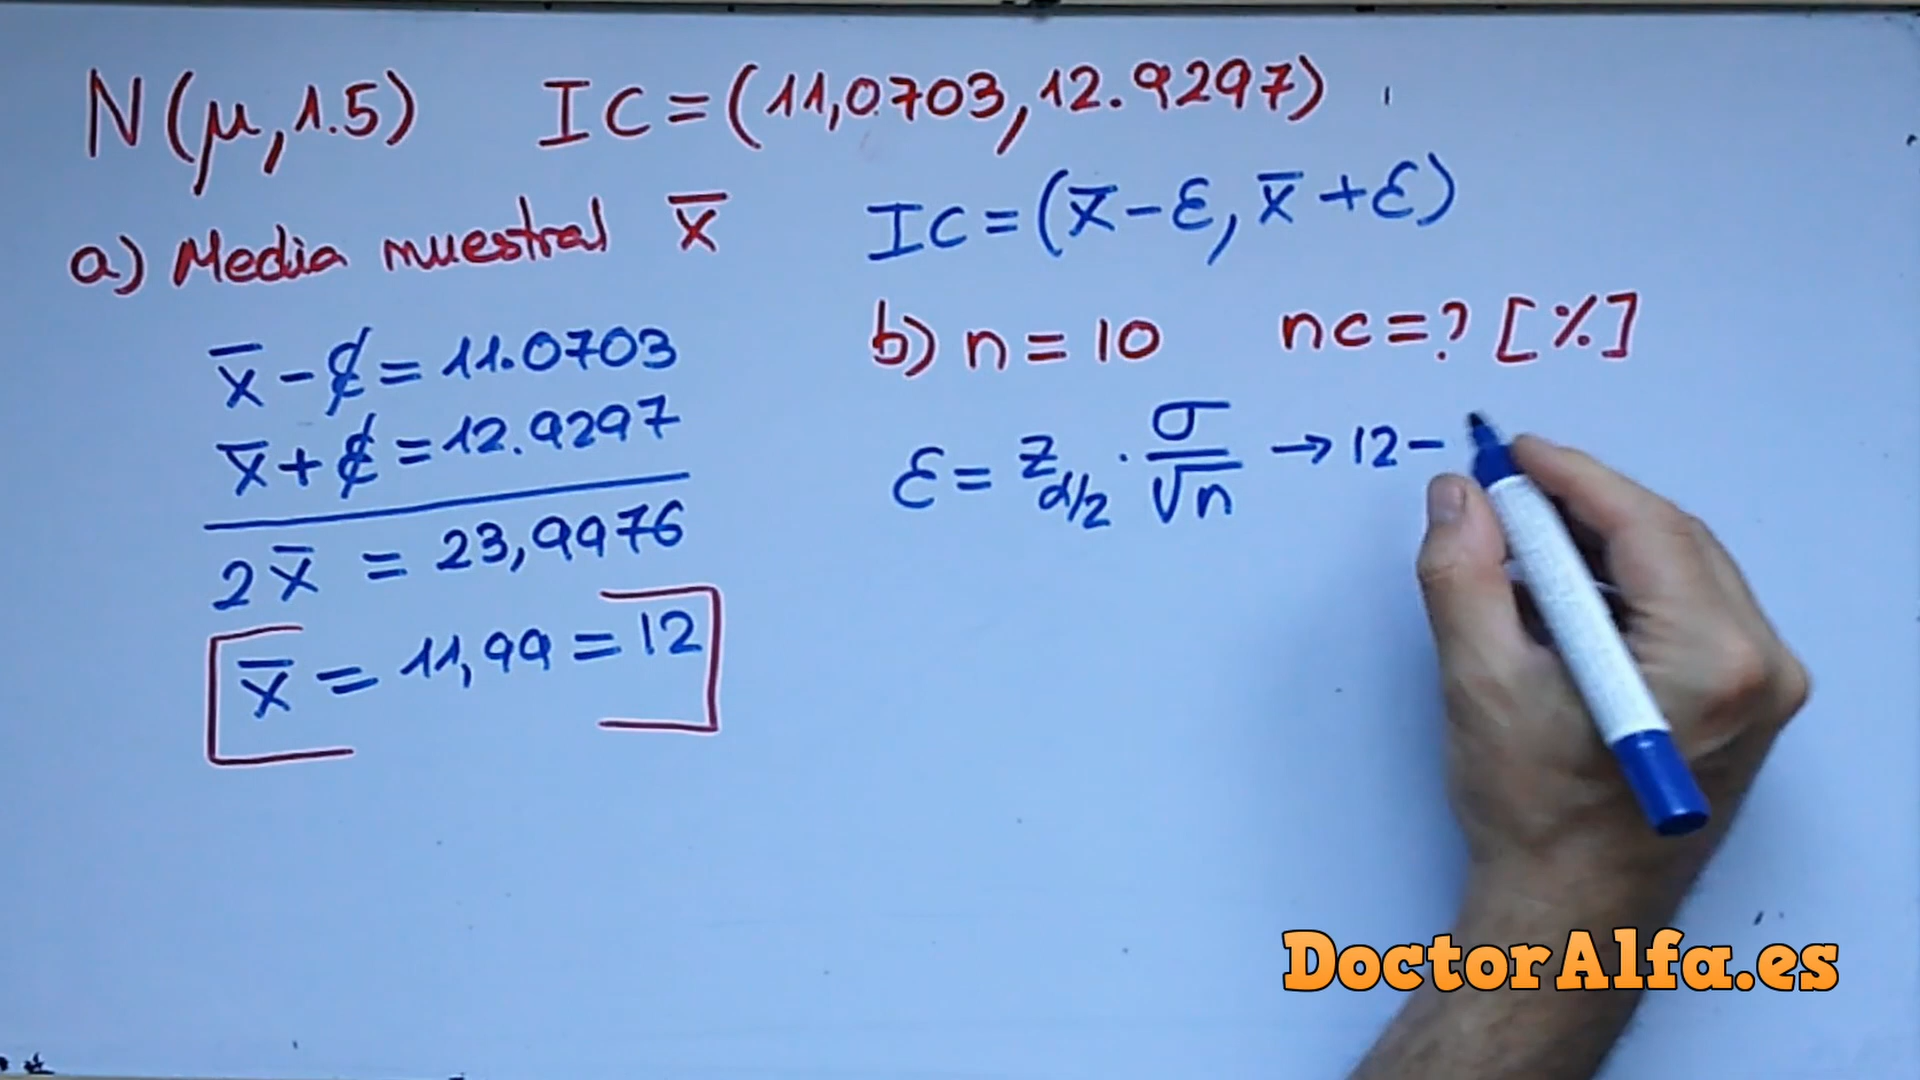 N(μ,1.5) IC=(11,0703,12.9297)
a) Media muestral x̄
IC=(x̄-ε,x̄+ε)
x̄-ε=11.0703
x̄+ε=12.9297
2x̄ = 23,9976
x̄ = 11,99=12
b) n=10 nc=? [%]
ε= z_α/2 · σ/√n → 12-
DoctorAlfa.es